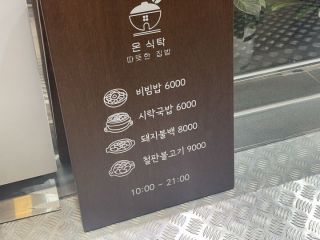 온 식탁
따뜻한 집밥
비빔밥 6000
시락국밥 6000
돼지불백 8000
철판불고기 9000
10:00 - 21:00